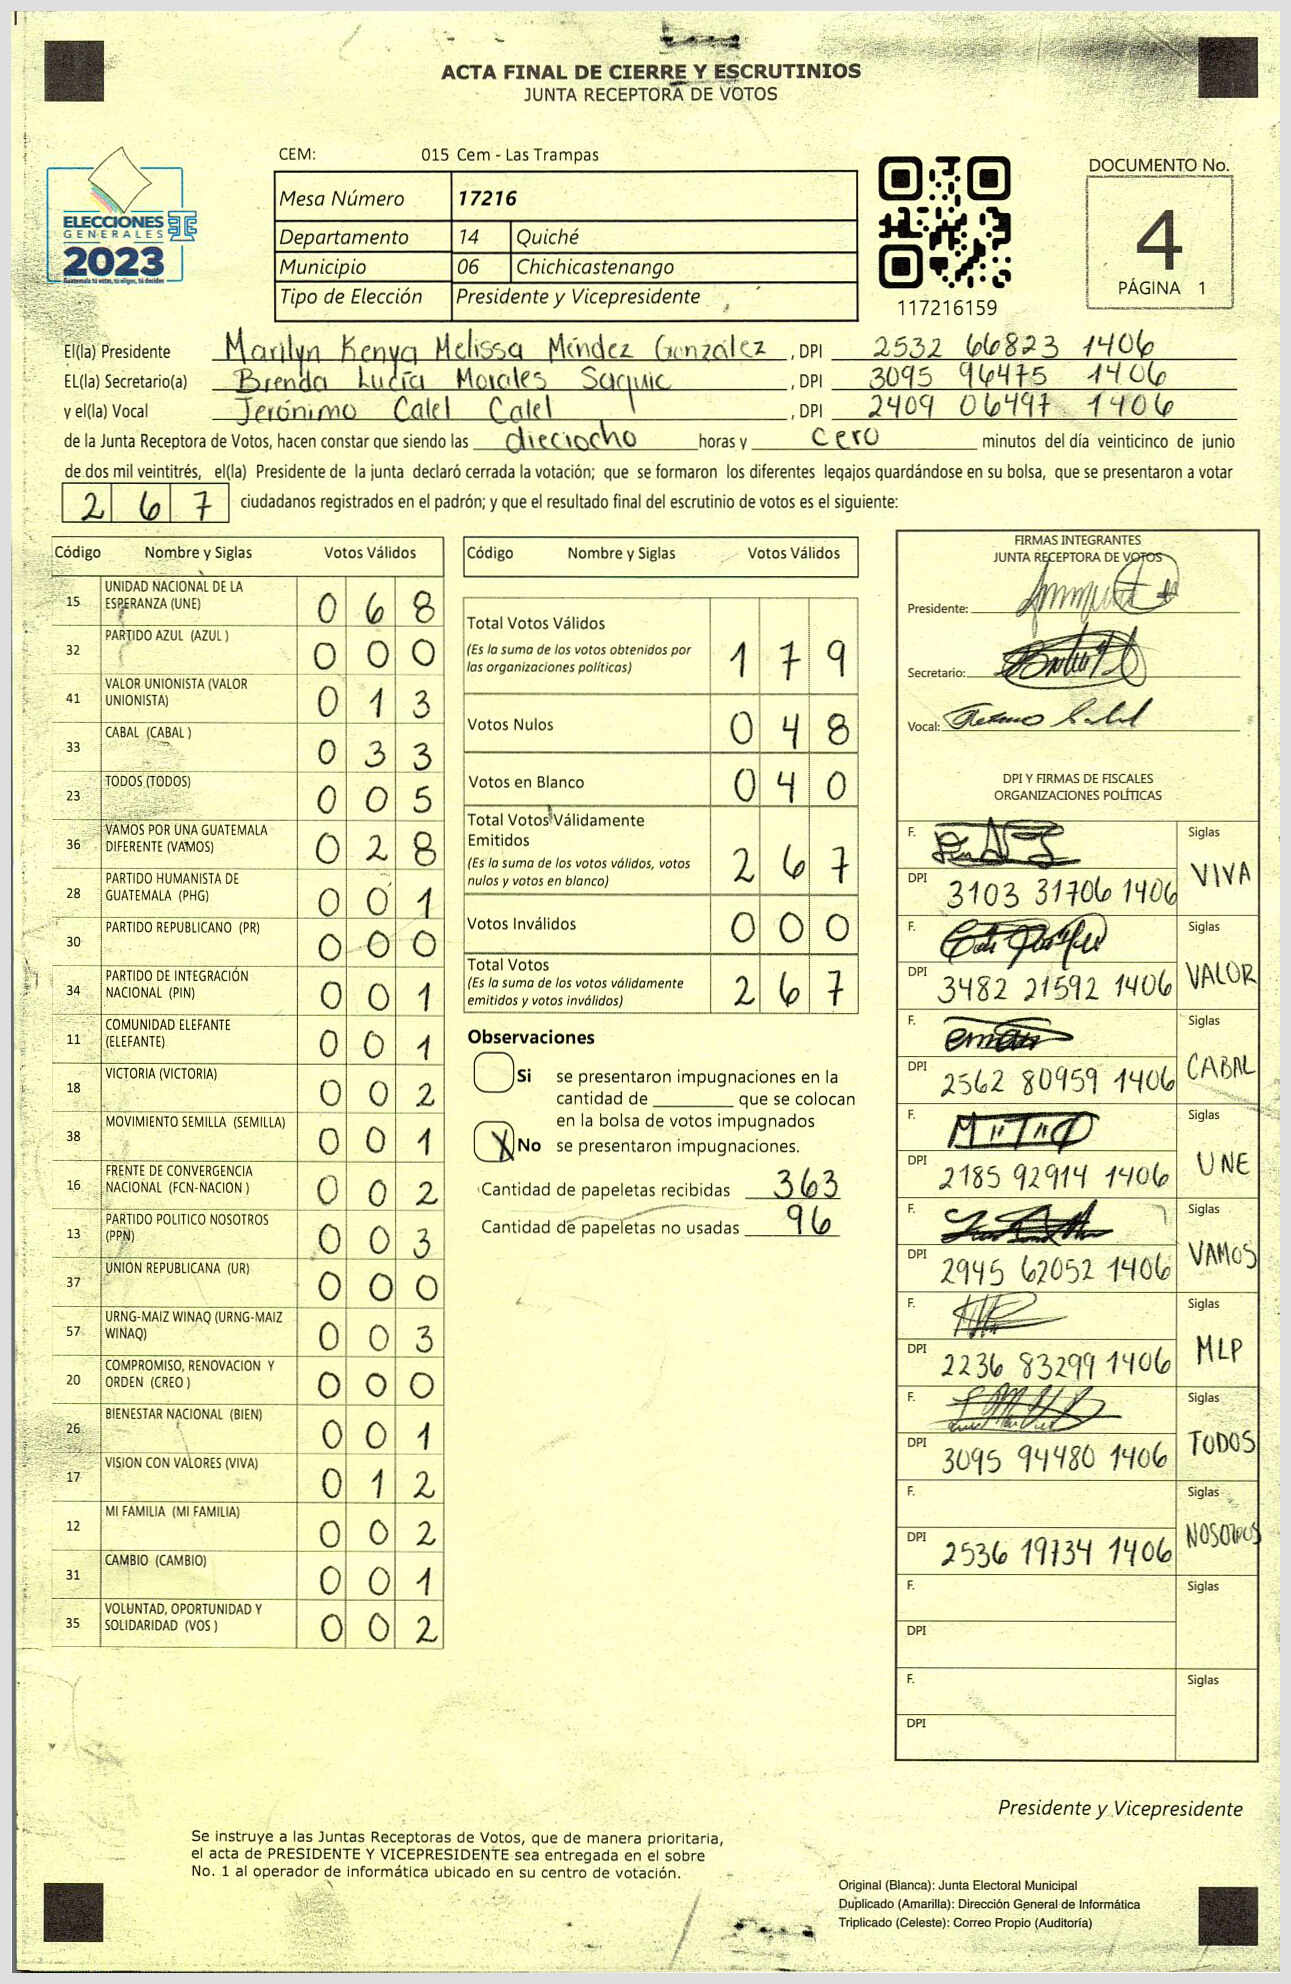 ACTA FINAL DE CIERRE Y ESCRUTINIOS
JUNTA RECEPTORA DE VOTOS
CEM: 015 Cem - Las Trampas
ELECCIONES
GENERALES
2023
Mesa Número 17216
Departamento 14 Quiché
Municipio 06 Chichicastenango
Tipo de Elección Presidente y Vicepresidente
117216159
DOCUMENTO No.
4
PÁGINA 1
El(la) Presidente Marilyn Kenya Melissa Méndez González , DPI 2532 66823 1406
EL(la) Secretario(a) Brenda Lucía Morales Saquic , DPI 3095 96475 1406
y el(la) Vocal Jerónimo Calel Calel , DPI 2409 06497 1406
de la Junta Receptora de Votos, hacen constar que siendo las dieciocho horas y cero minutos del día veinticinco de junio
de dos mil veintitrés, el(la) Presidente de la junta declaró cerrada la votación; que se formaron los diferentes legajos guardándose en su bolsa, que se presentaron a votar
2 6 7 ciudadanos registrados en el padrón; y que el resultado final del escrutinio de votos es el siguiente:
Código Nombre y Siglas Votos Válidos
15 UNIDAD NACIONAL DE LA ESPERANZA (UNE) 0 6 8
32 PARTIDO AZUL (AZUL ) 0 0 0
41 VALOR UNIONISTA (VALOR UNIONISTA) 0 1 3
33 CABAL (CABAL ) 0 3 3
23 TODOS (TODOS) 0 0 5
36 VAMOS POR UNA GUATEMALA DIFERENTE (VAMOS) 0 2 8
28 PARTIDO HUMANISTA DE GUATEMALA (PHG) 0 0 1
30 PARTIDO REPUBLICANO (PR) 0 0 0
34 PARTIDO DE INTEGRACIÓN NACIONAL (PIN) 0 0 1
11 COMUNIDAD ELEFANTE (ELEFANTE) 0 0 1
18 VICTORIA (VICTORIA) 0 0 2
38 MOVIMIENTO SEMILLA (SEMILLA) 0 0 1
16 FRENTE DE CONVERGENCIA NACIONAL (FCN-NACION ) 0 0 2
13 PARTIDO POLITICO NOSOTROS (PPN) 0 0 3
37 UNION REPUBLICANA (UR) 0 0 0
57 URNG-MAIZ WINAQ (URNG-MAIZ WINAQ) 0 0 3
20 COMPROMISO, RENOVACION Y ORDEN (CREO ) 0 0 0
26 BIENESTAR NACIONAL (BIEN) 0 0 1
17 VISION CON VALORES (VIVA) 0 1 2
12 MI FAMILIA (MI FAMILIA) 0 0 2
31 CAMBIO (CAMBIO) 0 0 1
35 VOLUNTAD, OPORTUNIDAD Y SOLIDARIDAD (VOS ) 0 0 2
Código Nombre y Siglas Votos Válidos
Total Votos Válidos
(Es la suma de los votos obtenidos por
las organizaciones políticas) 1 7 9
Votos Nulos 0 4 8
Votos en Blanco 0 4 0
Total Votos Válidamente
Emitidos
(Es la suma de los votos válidos, votos
nulos y votos en blanco) 2 6 7
Votos Inválidos 0 0 0
Total Votos
(Es la suma de los votos válidamente
emitidos y votos inválidos) 2 6 7
Observaciones
Si se presentaron impugnaciones en la
cantidad de ________ que se colocan
en la bolsa de votos impugnados
X No se presentaron impugnaciones.
Cantidad de papeletas recibidas 363
Cantidad de papeletas no usadas 96
FIRMAS INTEGRANTES
JUNTA RECEPTORA DE VOTOS
Presidente:
Secretario:
Vocal:
DPI Y FIRMAS DE FISCALES
ORGANIZACIONES POLÍTICAS
F. Siglas
DPI 3103 31706 1406 VIVA
F. Siglas
DPI 3482 21592 1406 VALOR
F. Siglas
DPI 2562 80959 1406 CABAL
F. Siglas
DPI 2185 92914 1406 UNE
F. Siglas
DPI 2945 62052 1406 VAMOS
F. Siglas
DPI 2236 83299 1406 MLP
F. Siglas
DPI 3095 94480 1406 TODOS
F. Siglas
DPI 2536 19734 1406 NOSOTROS
F. Siglas
DPI
F. Siglas
DPI
Presidente y Vicepresidente
Se instruye a las Juntas Receptoras de Votos, que de manera prioritaria,
el acta de PRESIDENTE Y VICEPRESIDENTE sea entregada en el sobre
No. 1 al operador de informática ubicado en su centro de votación.
Original (Blanca): Junta Electoral Municipal
Duplicado (Amarilla): Dirección General de Informática
Triplicado (Celeste): Correo Propio (Auditoría)